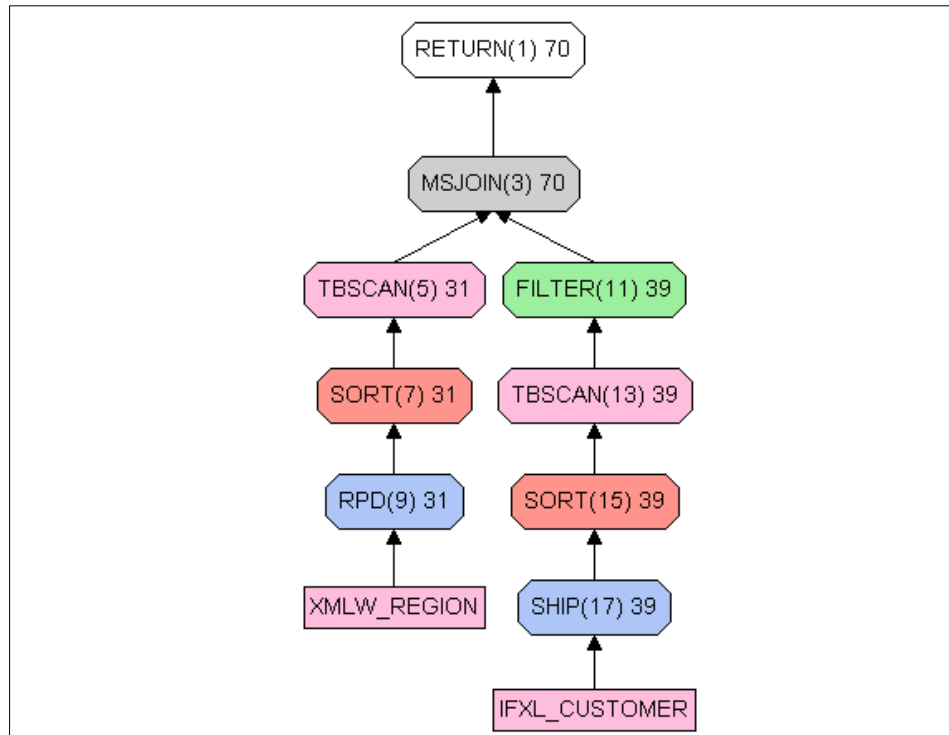 RETURN(1) 70
MSJOIN(3) 70
TBSCAN(5) 31
FILTER(11) 39
SORT(7) 31
TBSCAN(13) 39
RPD(9) 31
SORT(15) 39
XMLW_REGION
SHIP(17) 39
IFXL_CUSTOMER